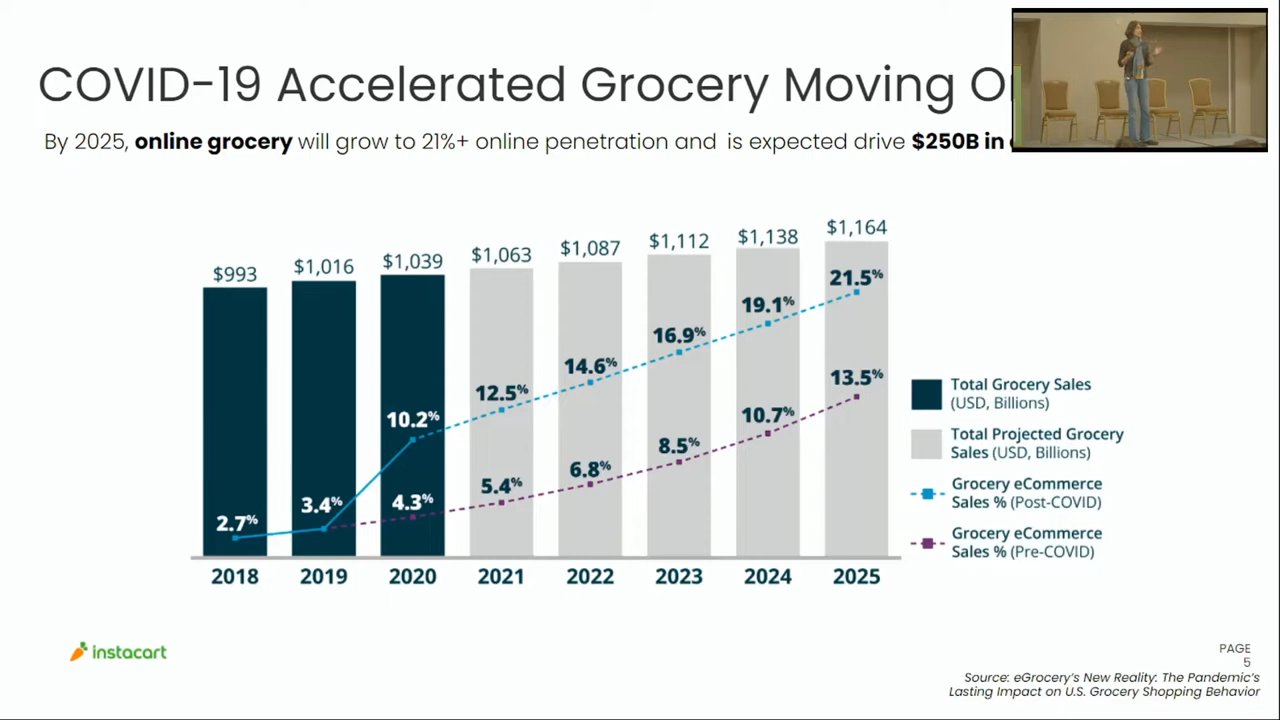 COVID-19 Accelerated Grocery Moving
By 2025, online grocery will grow to 21%+ online penetration and is expected drive $250B in
$993
$1,016
$1,039
$1,063
$1,087
$1,112
$1,138
$1,164
2.7%
3.4%
10.2%
12.5%
14.6%
16.9%
19.1%
21.5%
4.3%
5.4%
6.8%
8.5%
10.7%
13.5%
2018 2019 2020 2021 2022 2023 2024 2025
Total Grocery Sales
(USD, Billions)
Total Projected Grocery
Sales (USD, Billions)
Grocery eCommerce
Sales % (Post-COVID)
Grocery eCommerce
Sales % (Pre-COVID)
instacart
PAGE
5
Source: eGrocery's New Reality: The Pandemic's
Lasting Impact on U.S. Grocery Shopping Behavior